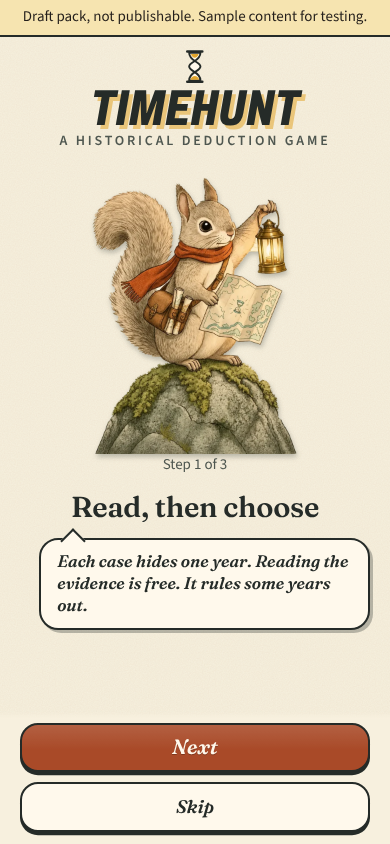 Draft pack, not publishable. Sample content for testing.
TIMEHUNT
A HISTORICAL DEDUCTION GAME
Step 1 of 3
Read, then choose
Each case hides one year. Reading the
evidence is free. It rules some years
out.
Next
Skip